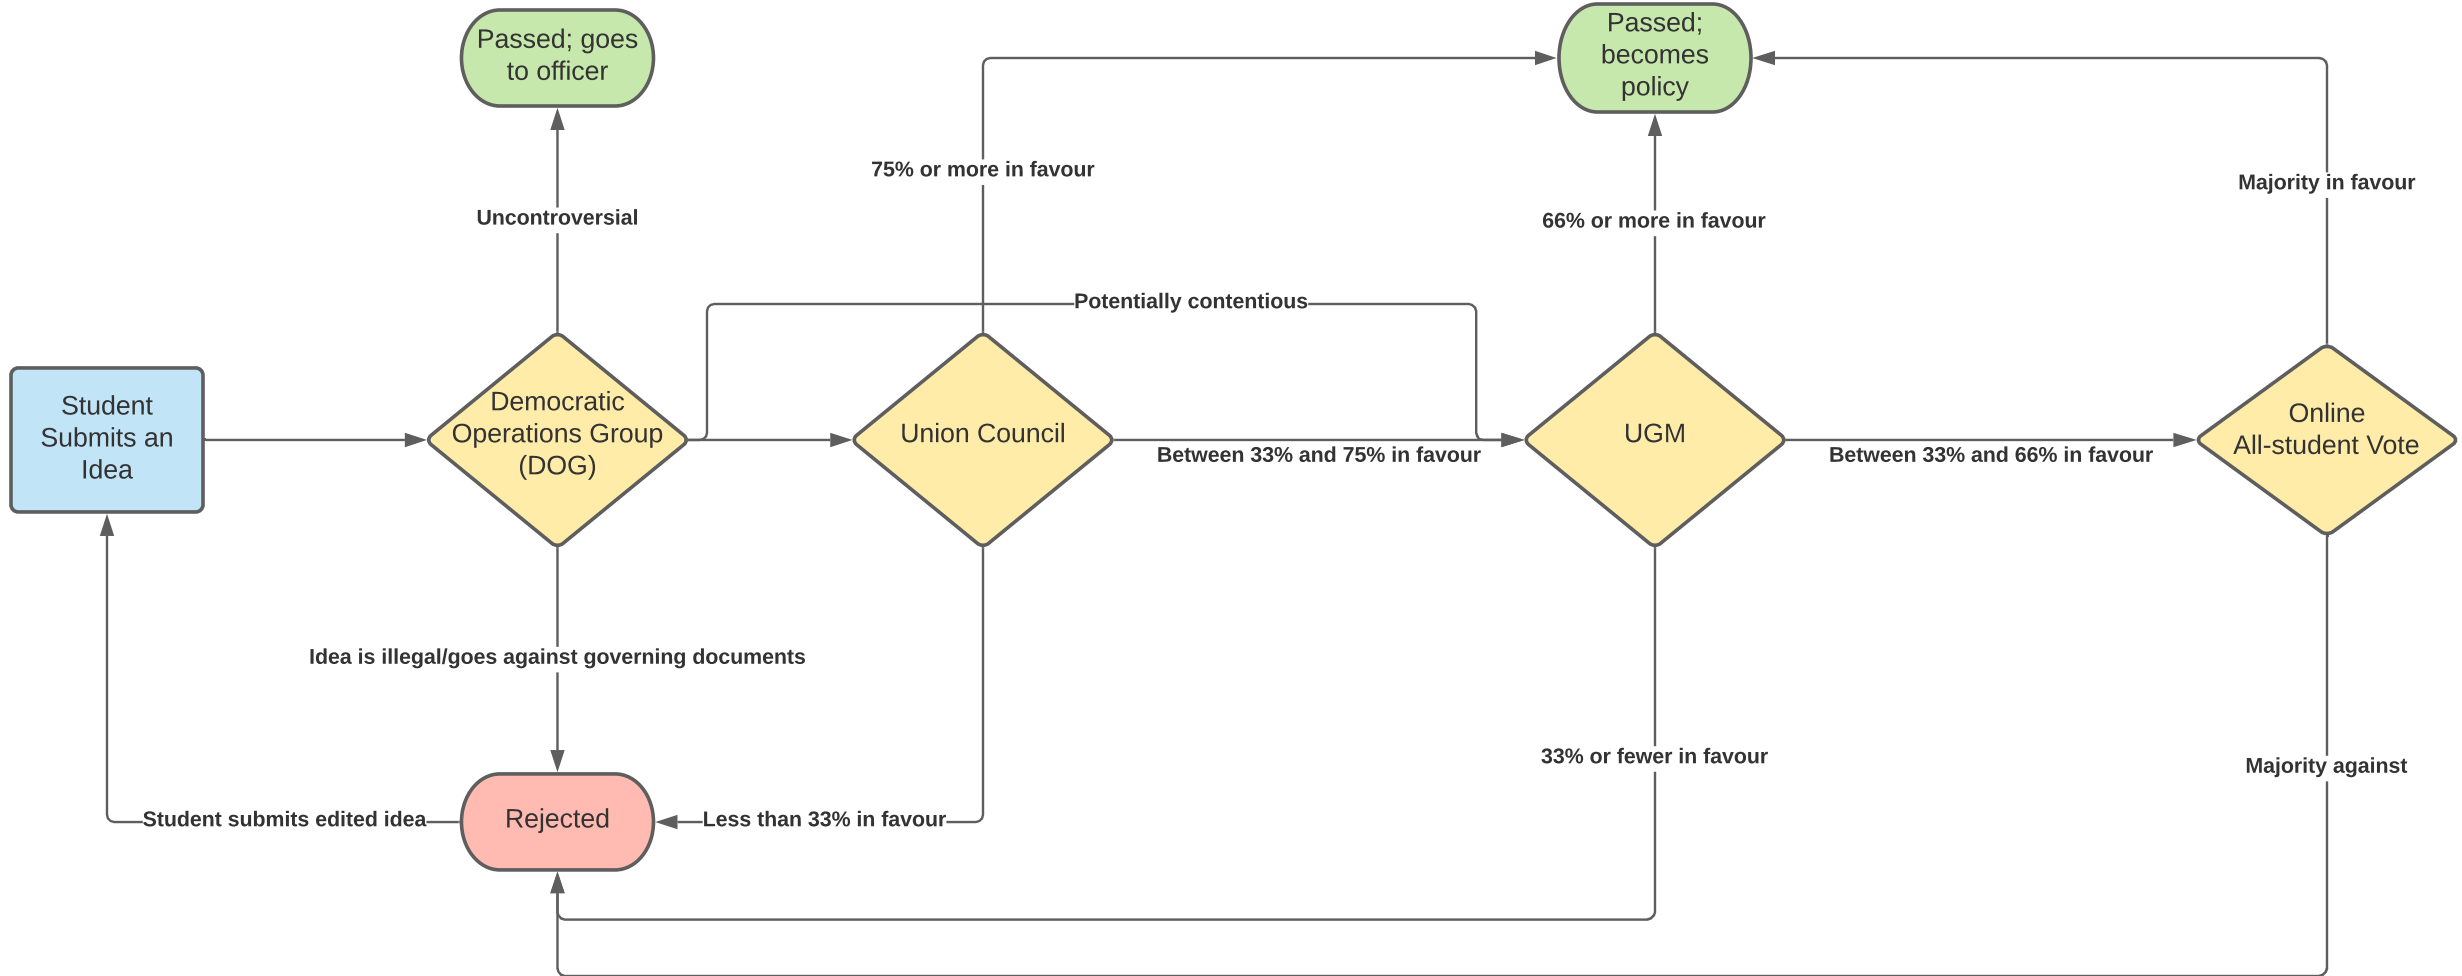 Passed; goes
to officer
Passed;
becomes
policy
75% or more in favour
Majority in favour
Uncontroversial
66% or more in favour
Potentially contentious
Student
Submits an
Idea
Democratic
Operations Group
(DOG)
Union Council
Between 33% and 75% in favour
UGM
Between 33% and 66% in favour
Online
All-student Vote
Idea is illegal/goes against governing documents
33% or fewer in favour
Majority against
Student submits edited idea
Rejected
Less than 33% in favour